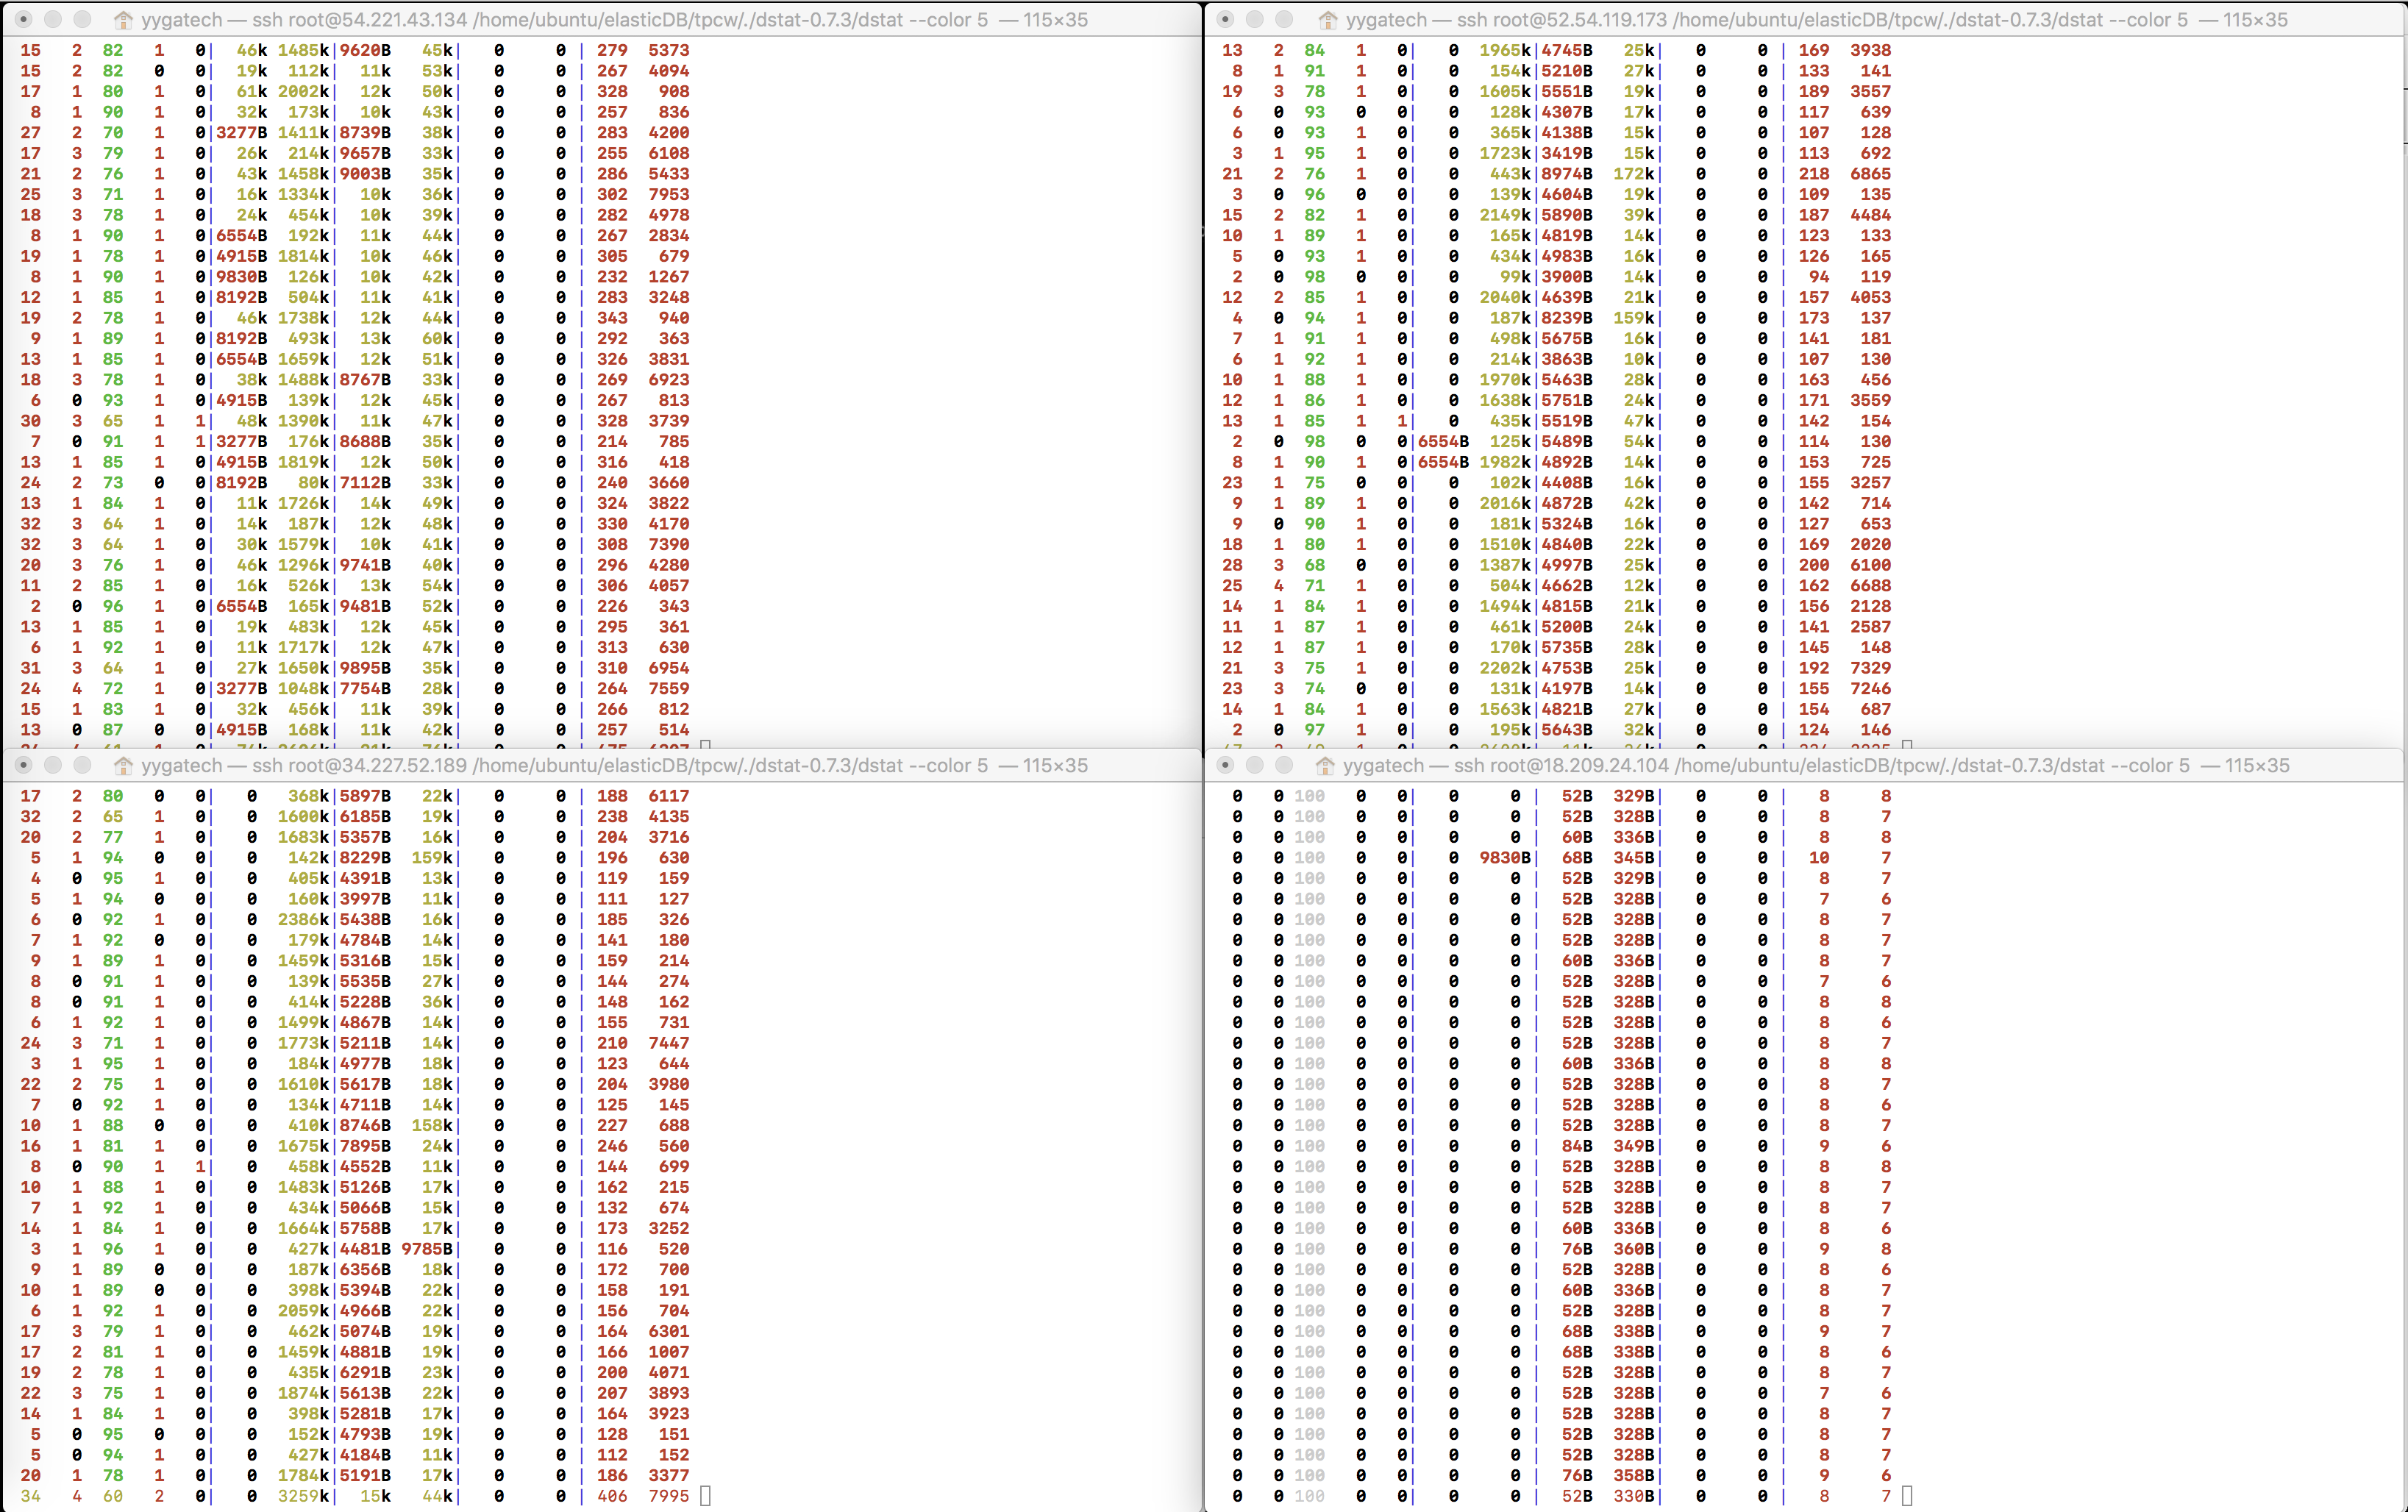 yygatech — ssh root@54.221.43.134 /home/ubuntu/elasticDB/tpcw/./dstat-0.7.3/dstat --color 5 — 115×35
15 2 82 1 0| 46k 1485k|9620B 45k| 0 0 | 279 5373
15 2 82 0 0| 19k 112k| 11k 53k| 0 0 | 267 4094
17 1 80 1 0| 61k 2002k| 12k 50k| 0 0 | 328 908
8 1 90 1 0| 32k 173k| 10k 43k| 0 0 | 257 836
27 2 70 1 0|3277B 1411k|8739B 38k| 0 0 | 283 4200
17 3 79 1 0| 26k 214k|9657B 33k| 0 0 | 255 6108
21 2 76 1 0| 43k 1458k|9003B 35k| 0 0 | 286 5433
25 3 71 1 0| 16k 1334k| 10k 36k| 0 0 | 302 7953
18 3 78 1 0| 24k 454k| 10k 39k| 0 0 | 282 4978
8 1 90 1 0|6554B 192k| 11k 44k| 0 0 | 267 2834
19 1 78 1 0|4915B 1814k| 10k 46k| 0 0 | 305 679
8 1 90 1 0|9830B 126k| 10k 42k| 0 0 | 232 1267
12 1 85 1 0|8192B 504k| 11k 41k| 0 0 | 283 3248
19 2 78 1 0| 46k 1738k| 12k 44k| 0 0 | 343 940
9 1 89 1 0|8192B 493k| 13k 60k| 0 0 | 292 363
13 1 85 1 0|6554B 1659k| 12k 51k| 0 0 | 326 3831
18 3 78 1 0| 38k 1488k|8767B 33k| 0 0 | 269 6923
6 0 93 1 0|4915B 139k| 12k 45k| 0 0 | 267 813
30 3 65 1 1| 48k 1390k| 11k 47k| 0 0 | 328 3739
7 0 91 1 1|3277B 176k|8688B 35k| 0 0 | 214 785
13 1 85 1 0|4915B 1819k| 12k 50k| 0 0 | 316 418
24 2 73 0 0|8192B 80k|7112B 33k| 0 0 | 240 3660
13 1 84 1 0| 11k 1726k| 14k 49k| 0 0 | 324 3822
32 3 64 1 0| 14k 187k| 12k 48k| 0 0 | 330 4170
32 3 64 1 0| 30k 1579k| 10k 41k| 0 0 | 308 7390
20 3 76 1 0| 46k 1296k|9741B 40k| 0 0 | 296 4280
11 2 85 1 0| 16k 526k| 13k 54k| 0 0 | 306 4057
2 0 96 1 0|6554B 165k|9481B 52k| 0 0 | 226 343
13 1 85 1 0| 19k 483k| 12k 45k| 0 0 | 295 361
6 1 92 1 0| 11k 1717k| 12k 47k| 0 0 | 313 630
31 3 64 1 0| 27k 1650k|9895B 35k| 0 0 | 310 6954
24 4 72 1 0|3277B 1048k|7754B 28k| 0 0 | 264 7559
15 1 83 1 0| 32k 456k| 11k 39k| 0 0 | 266 812
13 0 87 0 0|4915B 168k| 11k 42k| 0 0 | 257 514
yygatech — ssh root@52.54.119.173 /home/ubuntu/elasticDB/tpcw/./dstat-0.7.3/dstat --color 5 — 115×35
13 2 84 1 0| 0 1965k|4745B 25k| 0 0 | 169 3938
8 1 91 1 0| 0 154k|5210B 27k| 0 0 | 133 141
19 3 78 1 0| 0 1605k|5551B 19k| 0 0 | 189 3557
6 0 93 0 0| 0 128k|4307B 17k| 0 0 | 117 639
6 0 93 1 0| 0 365k|4138B 15k| 0 0 | 107 128
3 1 95 1 0| 0 1723k|3419B 15k| 0 0 | 113 692
21 2 76 1 0| 0 443k|8974B 172k| 0 0 | 218 6865
3 0 96 0 0| 0 139k|4604B 19k| 0 0 | 109 135
15 2 82 1 0| 0 2149k|5890B 39k| 0 0 | 187 4484
10 1 89 1 0| 0 165k|4819B 14k| 0 0 | 123 133
5 0 93 1 0| 0 434k|4983B 16k| 0 0 | 126 165
2 0 98 0 0| 0 99k|3900B 14k| 0 0 | 94 119
12 2 85 1 0| 0 2040k|4639B 21k| 0 0 | 157 4053
4 0 94 1 0| 0 187k|8239B 159k| 0 0 | 173 137
7 1 91 1 0| 0 498k|5675B 16k| 0 0 | 141 181
6 1 92 1 0| 0 214k|3863B 10k| 0 0 | 107 130
10 1 88 1 0| 0 1970k|5463B 28k| 0 0 | 163 456
12 1 86 1 0| 0 1638k|5751B 24k| 0 0 | 171 3559
13 1 85 1 1| 0 435k|5519B 47k| 0 0 | 142 154
2 0 98 0 0|6554B 125k|5489B 54k| 0 0 | 114 130
8 1 90 1 0|6554B 1982k|4892B 14k| 0 0 | 153 725
23 1 75 0 0| 0 102k|4408B 16k| 0 0 | 155 3257
9 1 89 1 0| 0 2016k|4872B 42k| 0 0 | 142 714
9 0 90 1 0| 0 181k|5324B 16k| 0 0 | 127 653
18 1 80 1 0| 0 1510k|4840B 22k| 0 0 | 169 2020
28 3 68 0 0| 0 1387k|4997B 25k| 0 0 | 200 6100
25 4 71 1 0| 0 504k|4662B 12k| 0 0 | 162 6688
14 1 84 1 0| 0 1494k|4815B 21k| 0 0 | 156 2128
11 1 87 1 0| 0 461k|5200B 24k| 0 0 | 141 2587
12 1 87 1 0| 0 170k|5735B 28k| 0 0 | 145 148
21 3 75 1 0| 0 2202k|4753B 25k| 0 0 | 192 7329
23 3 74 0 0| 0 131k|4197B 14k| 0 0 | 155 7246
14 1 84 1 0| 0 1563k|4821B 27k| 0 0 | 154 687
2 0 97 1 0| 0 195k|5643B 32k| 0 0 | 124 146
yygatech — ssh root@34.227.52.189 /home/ubuntu/elasticDB/tpcw/./dstat-0.7.3/dstat --color 5 — 115×35
17 2 80 0 0| 0 368k|5897B 22k| 0 0 | 188 6117
32 2 65 1 0| 0 1600k|6185B 19k| 0 0 | 238 4135
20 2 77 1 0| 0 1683k|5357B 16k| 0 0 | 204 3716
5 1 94 0 0| 0 142k|8229B 159k| 0 0 | 196 630
4 0 95 1 0| 0 405k|4391B 13k| 0 0 | 119 159
5 1 94 0 0| 0 160k|3997B 11k| 0 0 | 111 127
6 0 92 1 0| 0 2386k|5438B 16k| 0 0 | 185 326
7 1 92 0 0| 0 179k|4784B 14k| 0 0 | 141 180
9 1 89 1 0| 0 1459k|5316B 15k| 0 0 | 159 214
8 0 91 1 0| 0 139k|5535B 27k| 0 0 | 144 274
8 0 91 1 0| 0 414k|5228B 36k| 0 0 | 148 162
6 1 92 1 0| 0 1499k|4867B 14k| 0 0 | 155 731
24 3 71 1 0| 0 1773k|5211B 14k| 0 0 | 210 7447
3 1 95 1 0| 0 184k|4977B 18k| 0 0 | 123 644
22 2 75 1 0| 0 1610k|5617B 18k| 0 0 | 204 3980
7 0 92 1 0| 0 134k|4711B 14k| 0 0 | 125 145
10 1 88 0 0| 0 410k|8746B 158k| 0 0 | 227 688
16 1 81 1 0| 0 1675k|7895B 24k| 0 0 | 246 560
8 0 90 1 1| 0 458k|4552B 11k| 0 0 | 144 699
10 1 88 1 0| 0 1483k|5126B 17k| 0 0 | 162 215
7 1 92 1 0| 0 434k|5066B 15k| 0 0 | 132 674
14 1 84 1 0| 0 1664k|5758B 17k| 0 0 | 173 3252
3 1 96 1 0| 0 427k|4481B 9785B| 0 0 | 116 520
9 1 89 0 0| 0 187k|6356B 18k| 0 0 | 172 700
10 1 89 0 0| 0 398k|5394B 22k| 0 0 | 158 191
6 1 92 1 0| 0 2059k|4966B 22k| 0 0 | 156 704
17 3 79 1 0| 0 462k|5074B 19k| 0 0 | 164 6301
17 2 81 1 0| 0 1459k|4881B 19k| 0 0 | 166 1007
19 2 78 1 0| 0 435k|6291B 23k| 0 0 | 200 4071
22 3 75 1 0| 0 1874k|5613B 22k| 0 0 | 207 3893
14 1 84 1 0| 0 398k|5281B 17k| 0 0 | 164 3923
5 0 95 0 0| 0 152k|4793B 19k| 0 0 | 128 151
5 0 94 1 0| 0 427k|4184B 11k| 0 0 | 112 152
20 1 78 1 0| 0 1784k|5191B 17k| 0 0 | 186 3377
34 4 60 2 0| 0 3259k| 15k 44k| 0 0 | 406 7995
yygatech — ssh root@18.209.24.104 /home/ubuntu/elasticDB/tpcw/./dstat-0.7.3/dstat --color 5 — 115×35
0 0 100 0 0| 0 0 | 52B 329B| 0 0 | 8 8
0 0 100 0 0| 0 0 | 52B 328B| 0 0 | 8 7
0 0 100 0 0| 0 0 | 60B 336B| 0 0 | 8 8
0 0 100 0 0| 0 9830B| 68B 345B| 0 0 | 10 7
0 0 100 0 0| 0 0 | 52B 329B| 0 0 | 8 7
0 0 100 0 0| 0 0 | 52B 328B| 0 0 | 7 6
0 0 100 0 0| 0 0 | 52B 328B| 0 0 | 8 7
0 0 100 0 0| 0 0 | 52B 328B| 0 0 | 8 7
0 0 100 0 0| 0 0 | 60B 336B| 0 0 | 8 7
0 0 100 0 0| 0 0 | 52B 328B| 0 0 | 7 6
0 0 100 0 0| 0 0 | 52B 328B| 0 0 | 8 8
0 0 100 0 0| 0 0 | 52B 328B| 0 0 | 8 6
0 0 100 0 0| 0 0 | 52B 328B| 0 0 | 8 7
0 0 100 0 0| 0 0 | 60B 336B| 0 0 | 8 8
0 0 100 0 0| 0 0 | 52B 328B| 0 0 | 8 7
0 0 100 0 0| 0 0 | 52B 328B| 0 0 | 8 6
0 0 100 0 0| 0 0 | 52B 328B| 0 0 | 8 7
0 0 100 0 0| 0 0 | 84B 349B| 0 0 | 9 6
0 0 100 0 0| 0 0 | 52B 328B| 0 0 | 8 8
0 0 100 0 0| 0 0 | 52B 328B| 0 0 | 8 7
0 0 100 0 0| 0 0 | 52B 328B| 0 0 | 8 7
0 0 100 0 0| 0 0 | 60B 336B| 0 0 | 8 6
0 0 100 0 0| 0 0 | 76B 360B| 0 0 | 9 8
0 0 100 0 0| 0 0 | 52B 328B| 0 0 | 8 6
0 0 100 0 0| 0 0 | 60B 336B| 0 0 | 8 7
0 0 100 0 0| 0 0 | 52B 328B| 0 0 | 8 7
0 0 100 0 0| 0 0 | 68B 338B| 0 0 | 9 7
0 0 100 0 0| 0 0 | 68B 338B| 0 0 | 8 6
0 0 100 0 0| 0 0 | 52B 328B| 0 0 | 8 7
0 0 100 0 0| 0 0 | 52B 328B| 0 0 | 7 6
0 0 100 0 0| 0 0 | 52B 328B| 0 0 | 8 7
0 0 100 0 0| 0 0 | 52B 328B| 0 0 | 8 7
0 0 100 0 0| 0 0 | 52B 328B| 0 0 | 8 7
0 0 100 0 0| 0 0 | 76B 358B| 0 0 | 9 6
0 0 100 0 0| 0 0 | 52B 330B| 0 0 | 8 7